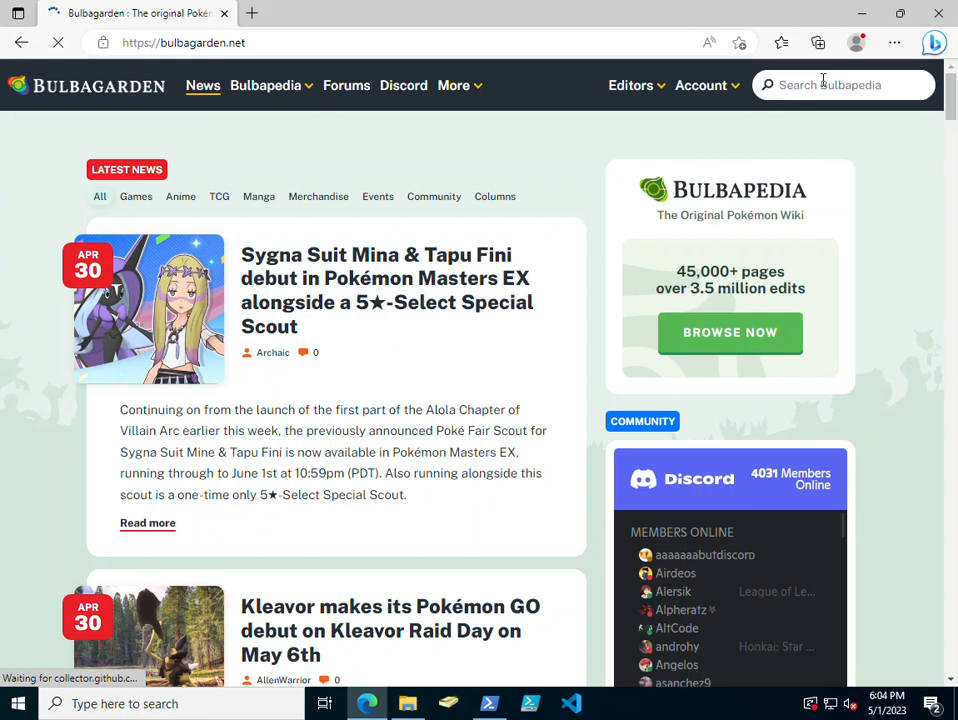 Bulbagarden : The original Pokén
https://bulbagarden.net
BULBAGARDEN
News
Bulbapedia
Forums
Discord
More
Editors
Account
Search Bulbapedia
LATEST NEWS
All
Games
Anime
TCG
Manga
Merchandise
Events
Community
Columns
APR
30
Sygna Suit Mina & Tapu Fini
debut in Pokémon Masters EX
alongside a 5★-Select Special
Scout
Archaic
0
Continuing on from the launch of the first part of the Alola Chapter of
Villain Arc earlier this week, the previously announced Poké Fair Scout for
Sygna Suit Mine & Tapu Fini is now available in Pokémon Masters EX,
running through to June 1st at 10:59pm (PDT). Also running alongside this
scout is a one-time only 5★-Select Special Scout.
Read more
APR
30
Kleavor makes its Pokémon GO
debut on Kleavor Raid Day on
May 6th
AllenWarrior
0
BULBAPEDIA
The Original Pokémon Wiki
45,000+ pages
over 3.5 million edits
BROWSE NOW
COMMUNITY
Discord
4031 Members
Online
MEMBERS ONLINE
aaaaaaabutdiscord
Airdeos
Alersik
League of Le...
Alpheratz
AltCode
androhy
Honkai: Star ...
Angelos
asanchez9
Waiting for collector.github.c...
Type here to search
6:04 PM
5/1/2023
2